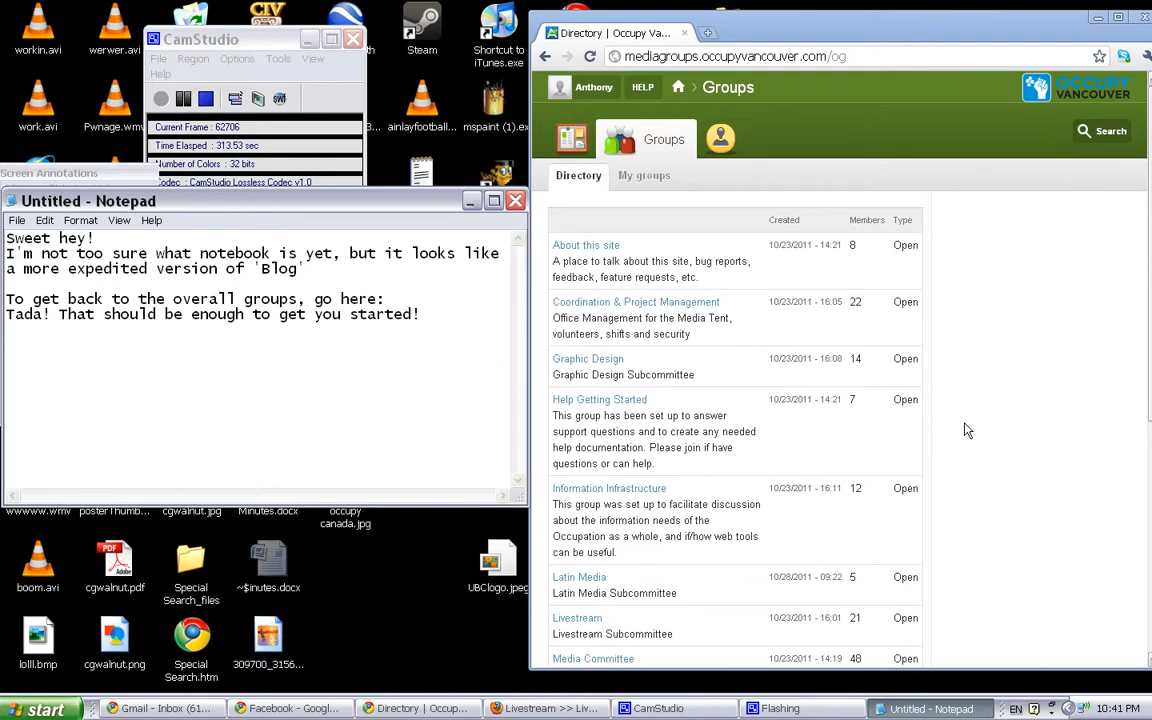 workin.avi
werwer.avi
Steam
Shortcut to
iTunes.exe
work.avi
Pwnage.wmv
ainlayfootball...
mspaint (1).exe
CamStudio
File Region Options Tools View
Help
Current Frame : 62706
Time Elasped : 313.53 sec
Number of Colors : 32 bits
Codec : CamStudio Lossless Codec v1.0
Screen Annotations
Untitled - Notepad
File Edit Format View Help
Sweet hey!
I'm not too sure what notebook is yet, but it looks like
a more expedited version of 'Blog'
To get back to the overall groups, go here:
Tada! That should be enough to get you started!
Directory | Occupy Va...
mediagroups.occupyvancouver.com/og
Anthony HELP Groups
OCCUPY
VANCOUVER
Groups
Search
Directory My groups
Created Members Type
About this site 10/23/2011 - 14:21 8 Open
A place to talk about this site, bug reports,
feedback, feature requests, etc.
Coordination & Project Management 10/23/2011 - 16:05 22 Open
Office Management for the Media Tent,
volunteers, shifts and security
Graphic Design 10/23/2011 - 16:08 14 Open
Graphic Design Subcommittee
Help Getting Started 10/23/2011 - 14:21 7 Open
This group has been set up to answer
support questions and to create any needed
help documentation. Please join if have
questions or can help.
Information Infrastructure 10/23/2011 - 16:11 12 Open
This group was set up to facilitate discussion
about the information needs of the
Occupation as a whole, and if/how web tools
can be useful.
Latin Media 10/28/2011 - 09:22 5 Open
Latin Media Subcommittee
Livestream 10/23/2011 - 16:01 21 Open
Livestream Subcommittee
Media Committee 10/23/2011 - 14:19 48 Open
wwwww.wmv
posterThumb...
cgwalnut.jpg
Minutes.docx
occupy
canada.jpg
boom.avi
cgwalnut.pdf
Special
Search_files
~$inutes.docx
UBClogo.jpeg
lolll.bmp
cgwalnut.png
Special
Search.htm
309700_3156...
start
Gmail - Inbox (61...
Facebook - Googl...
Directory | Occup...
Livestream >> Liv...
CamStudio
Flashing
Untitled - Notepad
EN
10:41 PM